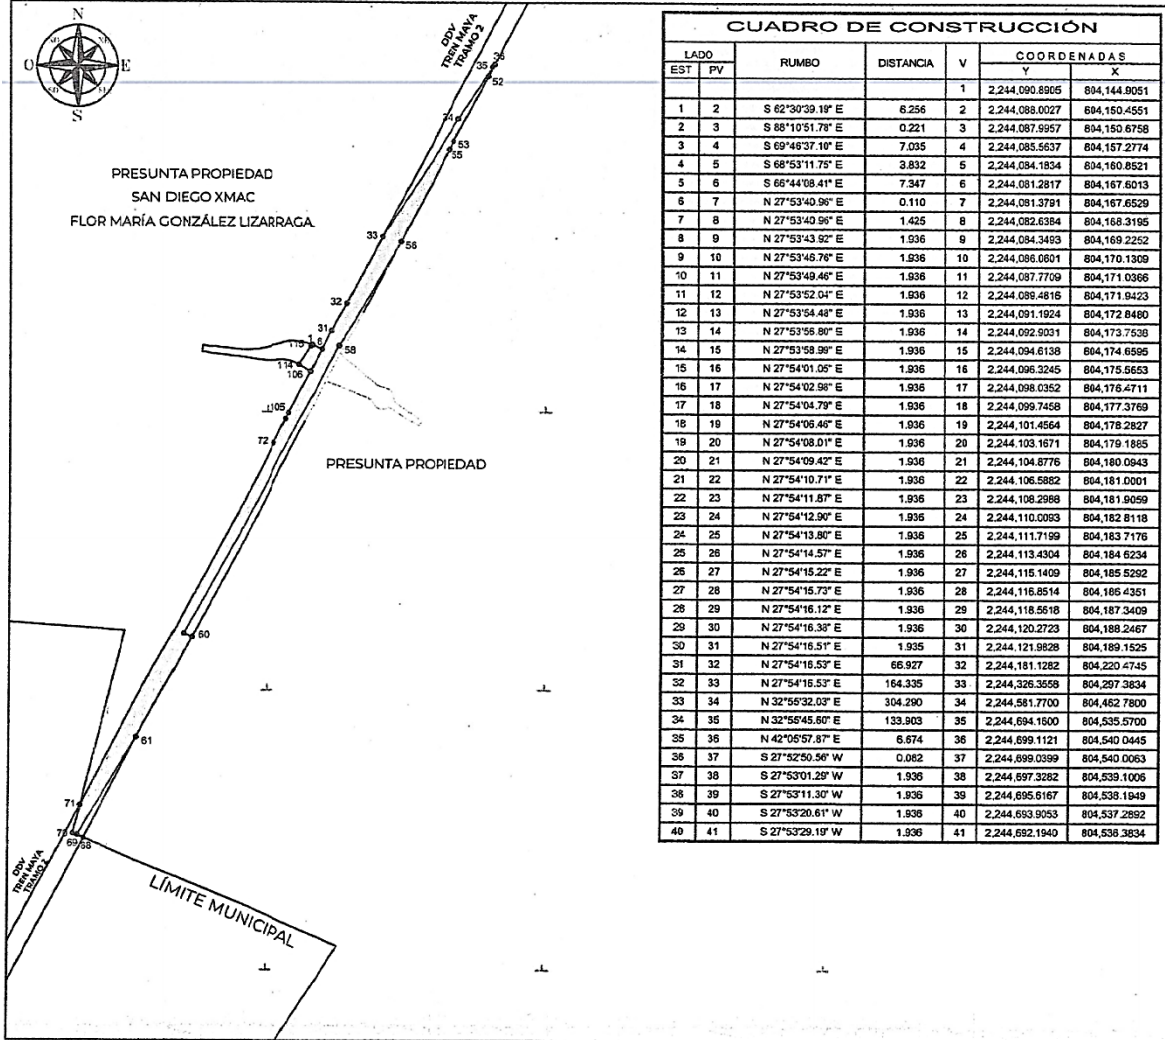 N
O
E
S
DDV
TREN MAYA
TRAMO 2
36
35
52
34
53
55
PRESUNTA PROPIEDAD
SAN DIEGO XMAC
FLOR MARÍA GONZÁLEZ LIZARRAGA
33
56
32
31
115
1
6
58
114
106
105
72
PRESUNTA PROPIEDAD
60
61
71
70
69
68
DDV
TREN MAYA
TRAMO 2
LÍMITE MUNICIPAL
CUADRO DE CONSTRUCCIÓN
LADO RUMBO DISTANCIA V COORDENADAS
EST PV Y X
1 2,244,090.8905 804,144.9051
1 2 S 62°30'39.19" E 6.256 2 2,244,088.0027 604,150.4551
2 3 S 88°10'51.78" E 0.221 3 2,244,087.9957 804,150.6758
3 4 S 69°46'37.10" E 7.035 4 2,244,085.5637 804,157.2774
4 5 S 68°53'11.75" E 3.832 5 2,244,084.1834 804,160.8521
5 6 S 66°44'08.41" E 7.347 6 2,244,081.2817 804,167.6013
6 7 N 27°53'40.96" E 0.110 7 2,244,081.3791 804,167.6529
7 8 N 27°53'40.96" E 1.425 8 2,244,082.6384 804,168.3195
8 9 N 27°53'43.92" E 1.936 9 2,244,084.3493 804,169.2252
9 10 N 27°53'46.76" E 1.936 10 2,244,086.0601 804,170.1309
10 11 N 27°53'49.46" E 1.936 11 2,244,087.7709 804,171.0366
11 12 N 27°53'52.04" E 1.936 12 2,244,089.4816 804,171.9423
12 13 N 27°53'54.48" E 1.936 13 2,244,091.1924 804,172.8480
13 14 N 27°53'56.80" E 1.936 14 2,244,092.9031 804,173.7538
14 15 N 27°53'58.99" E 1.936 15 2,244,094.6138 804,174.6595
15 16 N 27°54'01.05" E 1.936 16 2,244,096.3245 804,175.5653
16 17 N 27°54'02.98" E 1.936 17 2,244,098.0352 804,176.4711
17 18 N 27°54'04.79" E 1.936 18 2,244,099.7458 804,177.3769
18 19 N 27°54'06.46" E 1.936 19 2,244,101.4564 804,178.2827
19 20 N 27°54'08.01" E 1.936 20 2,244,103.1671 804,179.1885
20 21 N 27°54'09.42" E 1.936 21 2,244,104.8776 804,180.0943
21 22 N 27°54'10.71" E 1.936 22 2,244,106.5882 804,181.0001
22 23 N 27°54'11.87" E 1.936 23 2,244,108.2988 804,181.9059
23 24 N 27°54'12.90" E 1.936 24 2,244,110.0093 804,182.8118
24 25 N 27°54'13.80" E 1.936 25 2,244,111.7199 804,183.7176
25 26 N 27°54'14.57" E 1.936 26 2,244,113.4304 804,184.6234
26 27 N 27°54'15.22" E 1.936 27 2,244,115.1409 804,185.5292
27 28 N 27°54'15.73" E 1.936 28 2,244,116.8514 804,186.4351
28 29 N 27°54'16.12" E 1.936 29 2,244,118.5618 804,187.3409
29 30 N 27°54'16.38" E 1.936 30 2,244,120.2723 804,188.2467
30 31 N 27°54'16.51" E 1.935 31 2,244,121.9828 804,189.1525
31 32 N 27°54'16.53" E 66.927 32 2,244,181.1282 804,220.4745
32 33 N 27°54'16.53" E 164.335 33 2,244,326.3558 804,297.3834
33 34 N 32°55'32.03" E 304.290 34 2,244,581.7700 804,462.7800
34 35 N 32°55'45.60" E 133.903 35 2,244,694.1600 804,535.5700
35 36 N 42°05'57.87" E 6.674 36 2,244,699.1121 804,540.0445
36 37 S 27°52'50.56" W 0.082 37 2,244,699.0399 804,540.0063
37 38 S 27°53'01.29" W 1.936 38 2,244,697.3282 804,539.1006
38 39 S 27°53'11.30" W 1.936 39 2,244,695.6167 804,538.1949
39 40 S 27°53'20.61" W 1.936 40 2,244,693.9053 804,537.2892
40 41 S 27°53'29.19" W 1.936 41 2,244,692.1940 804,536.3834